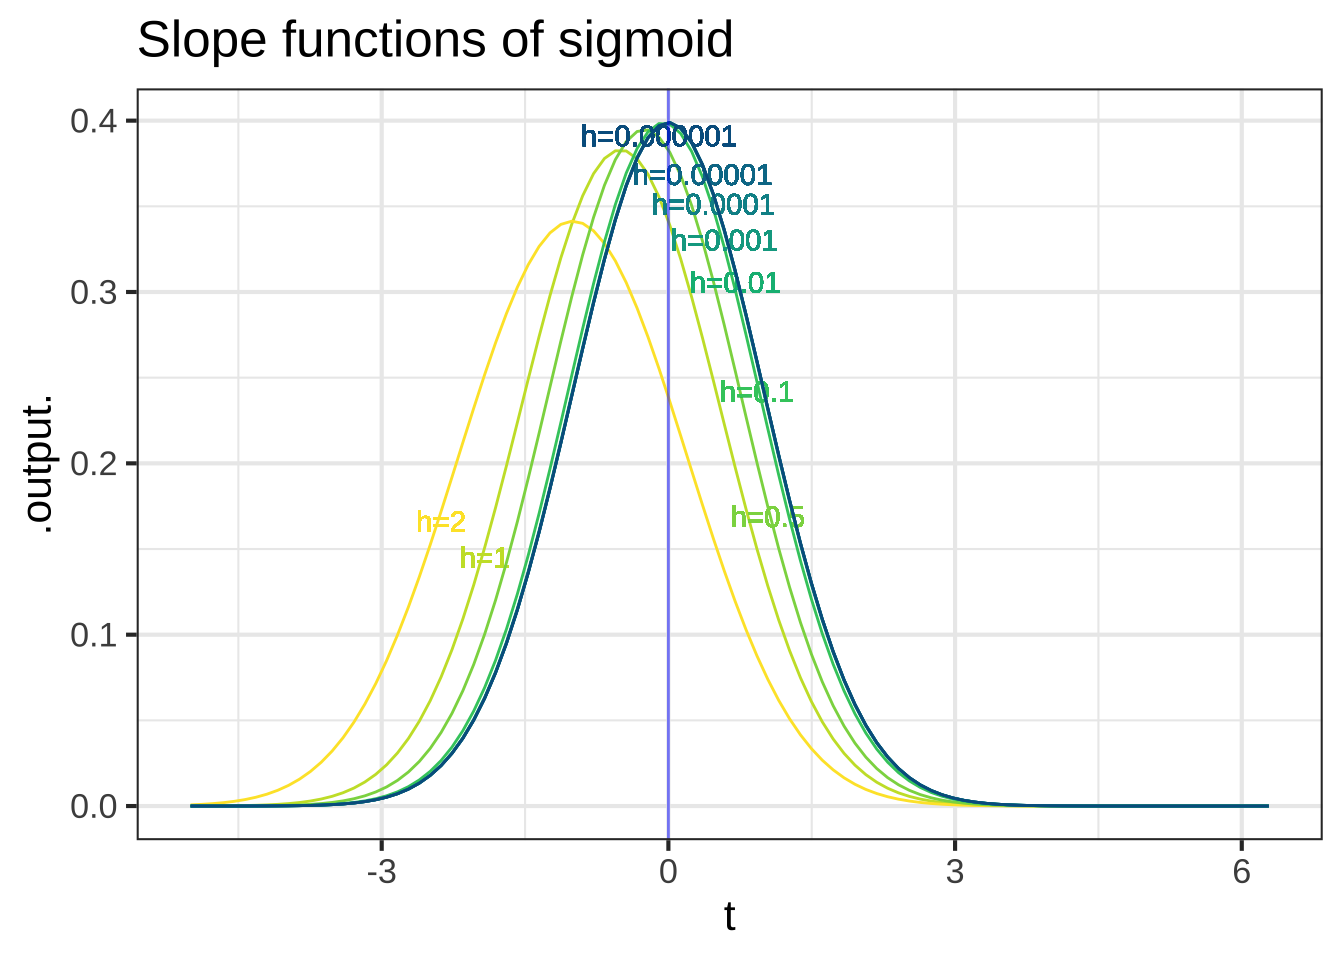 Slope functions of sigmoid
0.4
0.3
0.2
0.1
0.0
.output.
h=0.000001
h=0.00001
h=0.0001
h=0.001
h=0.01
h=0.1
h=0.5
h=2
h=1
-3
0
3
6
t